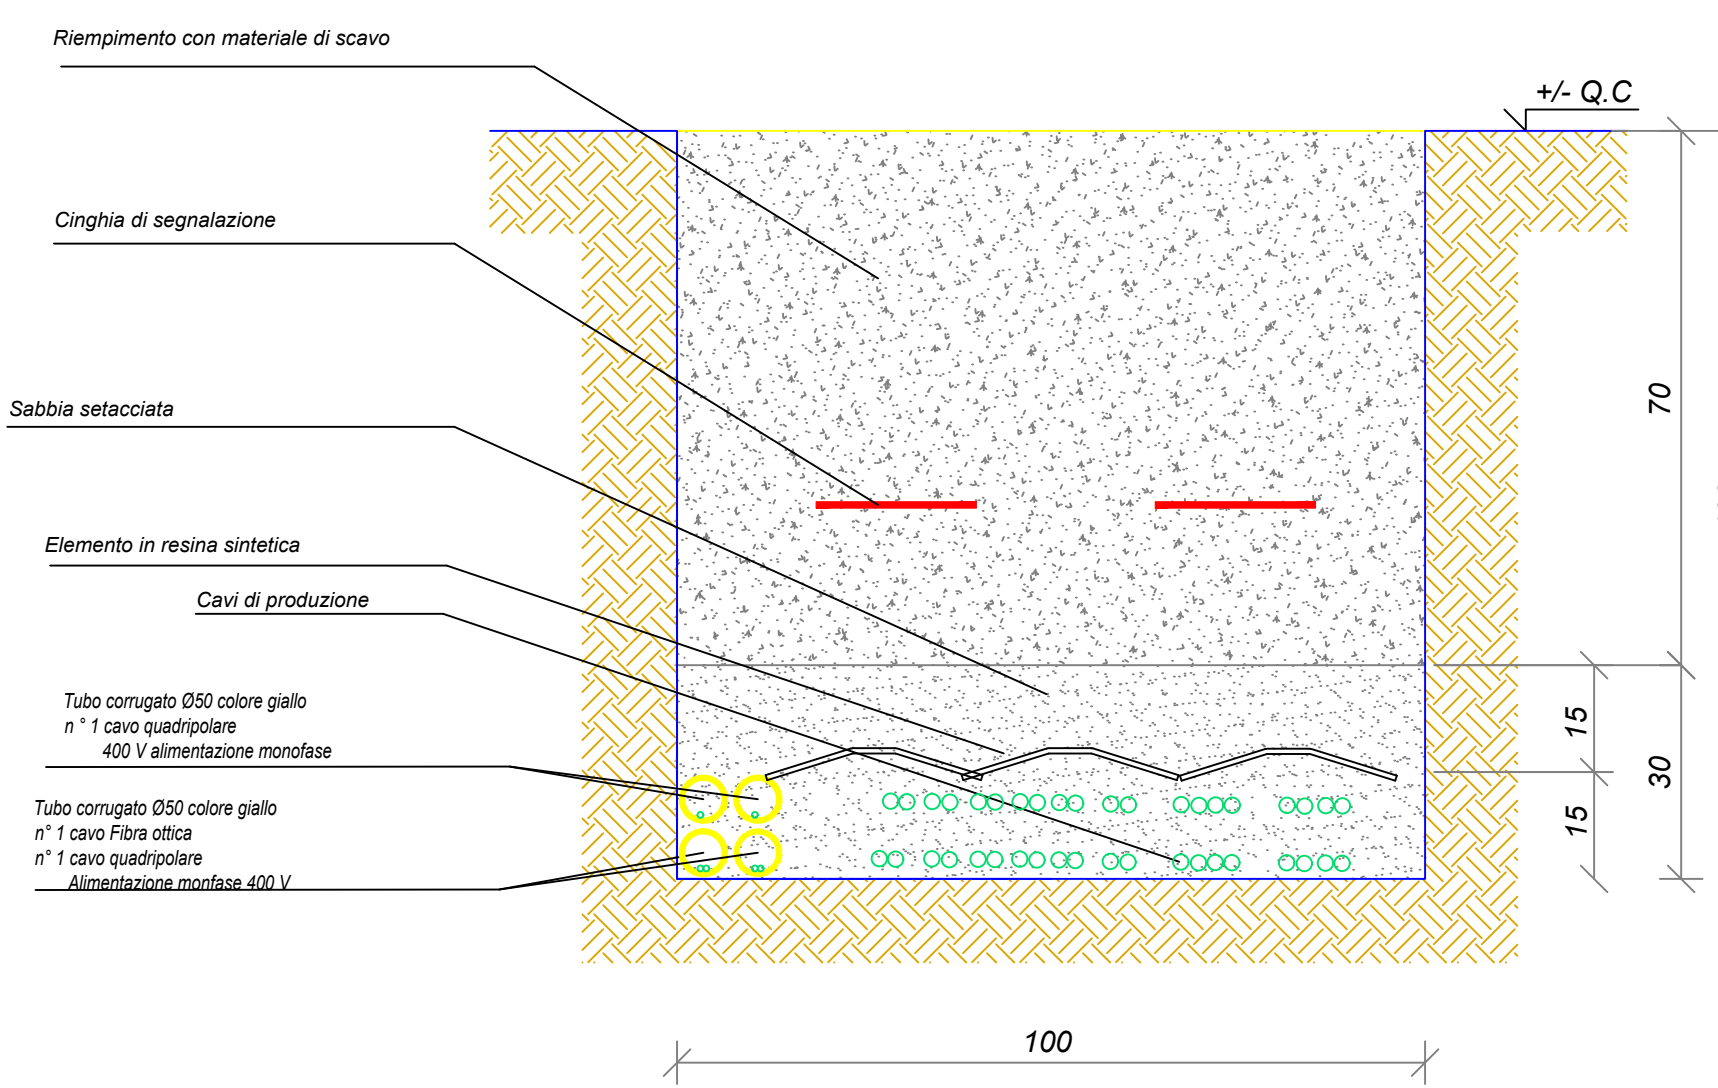 Riempimento con materiale di scavo
+/- Q.C
Cinghia di segnalazione
70
Sabbia setacciata
Elemento in resina sintetica
Cavi di produzione
Tubo corrugato Ø50 colore giallo
n ° 1 cavo quadripolare
400 V alimentazione monofase
15
30
15
Tubo corrugato Ø50 colore giallo
n° 1 cavo Fibra ottica
n° 1 cavo quadripolare
Alimentazione monfase 400 V
100